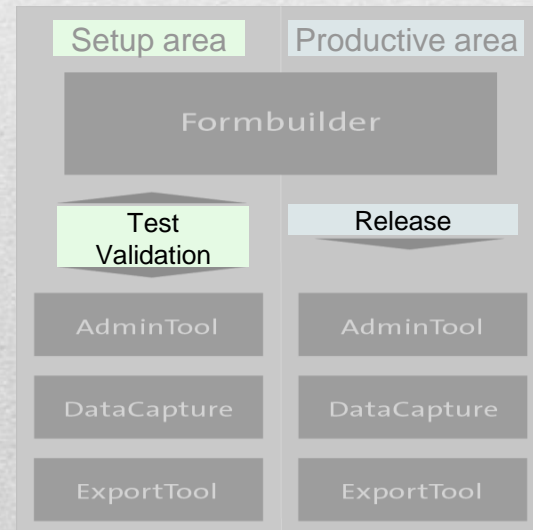 Setup area
Productive area
Formbuilder
Test
Validation
Release
AdminTool
AdminTool
DataCapture
DataCapture
ExportTool
ExportTool